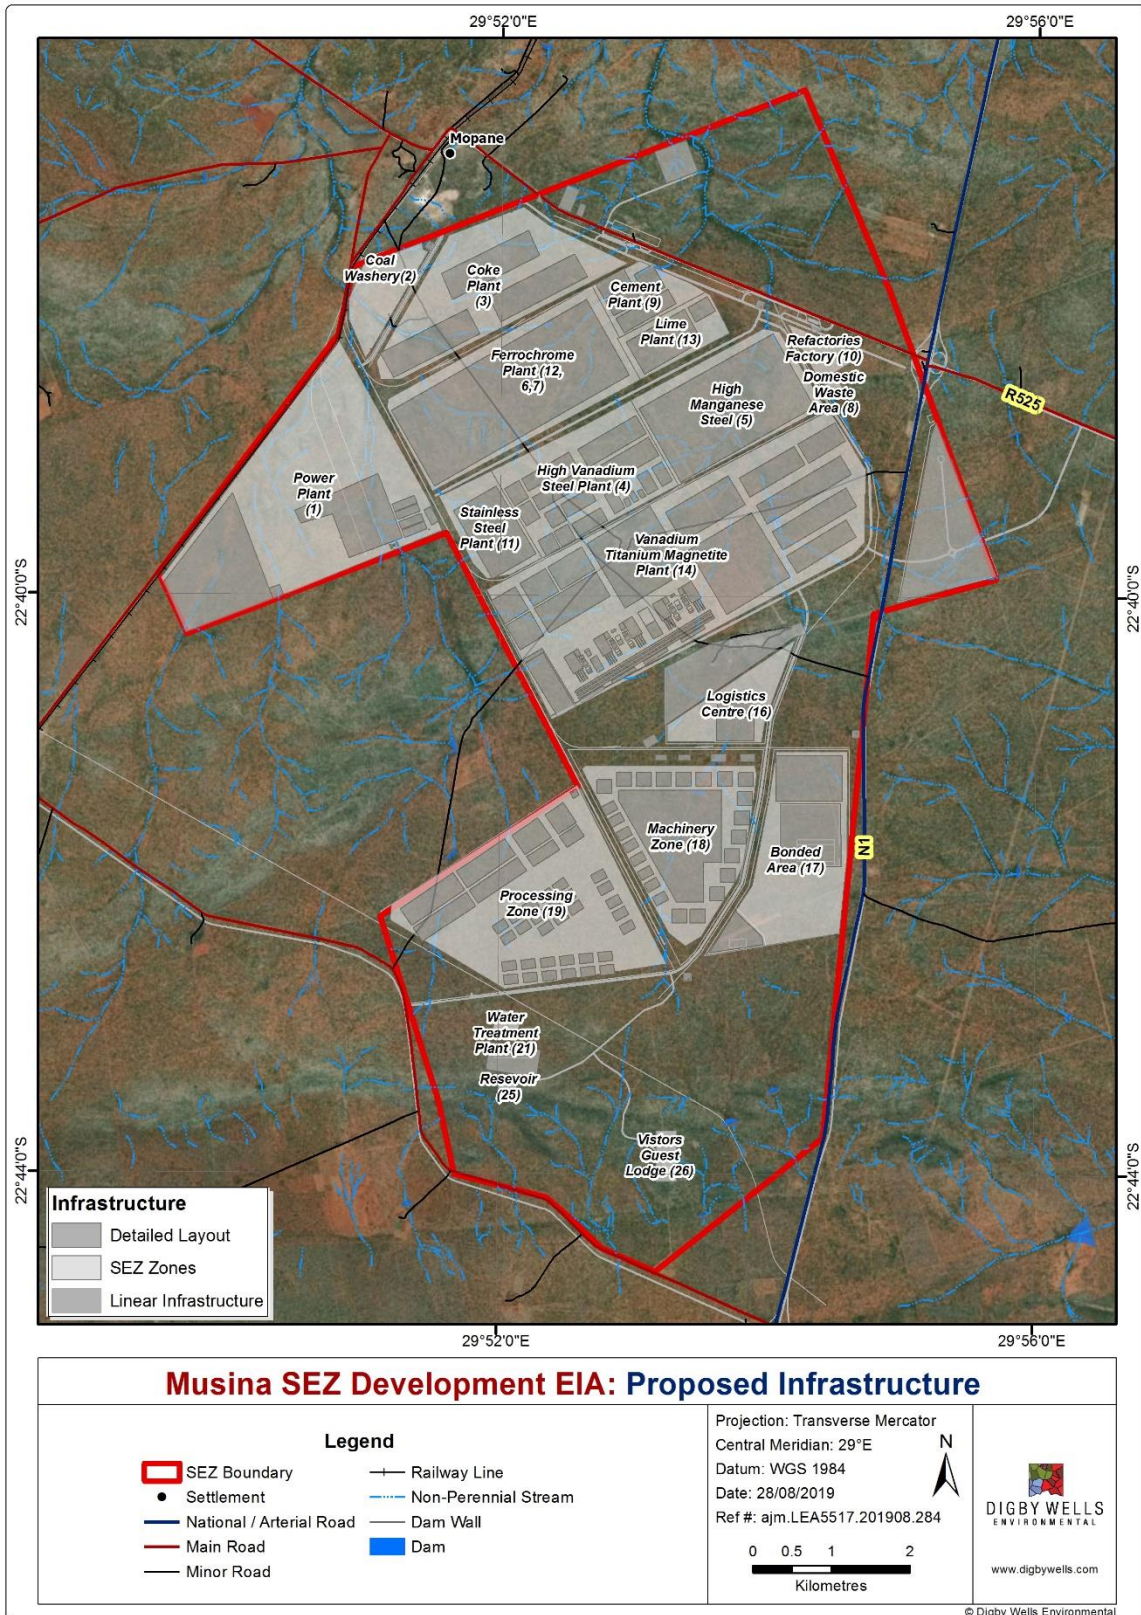 29°52'0"E
29°56'0"E
Mopane
Coal
Washery(2)
Coke
Plant
(3)
Cement
Plant (9)
Lime
Plant (13)
Refactories
Factory (10)
Ferrochrome
Plant (12,
6,7)
High
Manganese
Steel (5)
Domestic
Waste
Area (8)
R525
Power
Plant
(1)
High Vanadium
Steel Plant (4)
Stainless
Steel
Plant (11)
Vanadium
Titanium Magnetite
Plant (14)
22°40'0"S
22°40'0"S
Logistics
Centre (16)
Machinery
Zone (18)
Bonded
Area (17)
N1
Processing
Zone (19)
Water
Treatment
Plant (21)
Resevoir
(25)
Vistors
Guest
Lodge (26)
22°44'0"S
22°44'0"S
Infrastructure
Detailed Layout
SEZ Zones
Linear Infrastructure
29°52'0"E
29°56'0"E
Musina SEZ Development EIA: Proposed Infrastructure
Legend
SEZ Boundary
Settlement
National / Arterial Road
Main Road
Minor Road
Railway Line
Non-Perennial Stream
Dam Wall
Dam
Projection: Transverse Mercator
Central Meridian: 29°E
Datum: WGS 1984
Date: 28/08/2019
Ref #: ajm.LEA5517.201908.284
N
0 0.5 1 2
Kilometres
DIGBY WELLS
ENVIRONMENTAL
www.digbywells.com
© Digby Wells Environmental